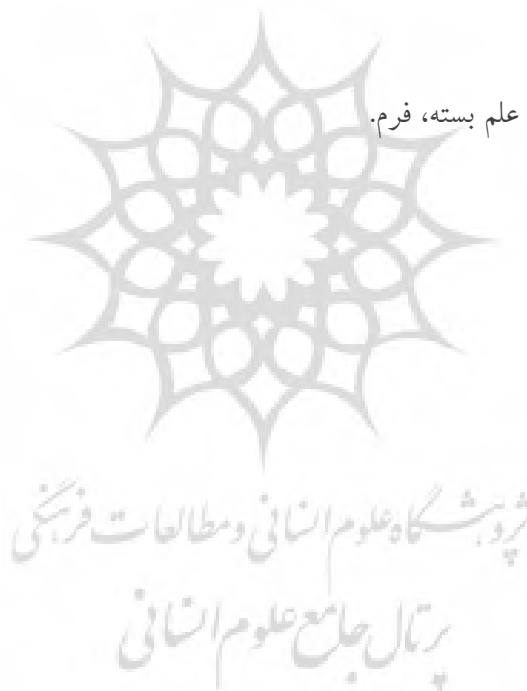 علم بسته، فرم.
پژوهشگاه علوم انسانی و مطالعات فرهنگی
پرتال جامع علوم انسانی